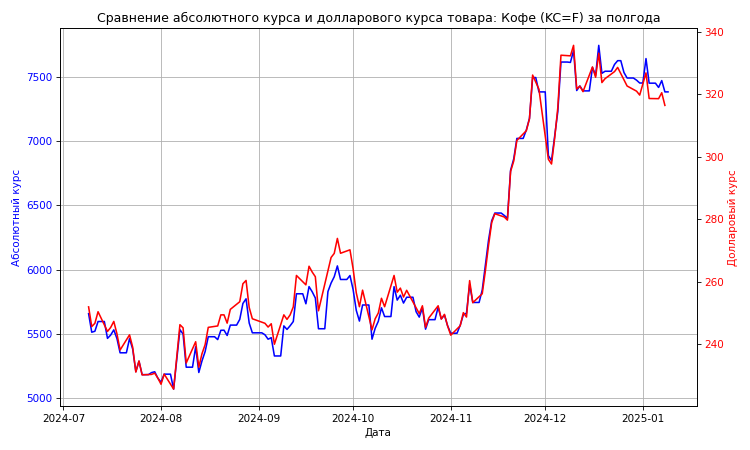 Сравнение абсолютного курса и долларового курса товара: Кофе (KC=F) за полгода
Абсолютный курс
7500
7000
6500
6000
5500
5000
340
320
300
280
260
240
Долларовый курс
2024-07 2024-08 2024-09 2024-10 2024-11 2024-12 2025-01
Дата